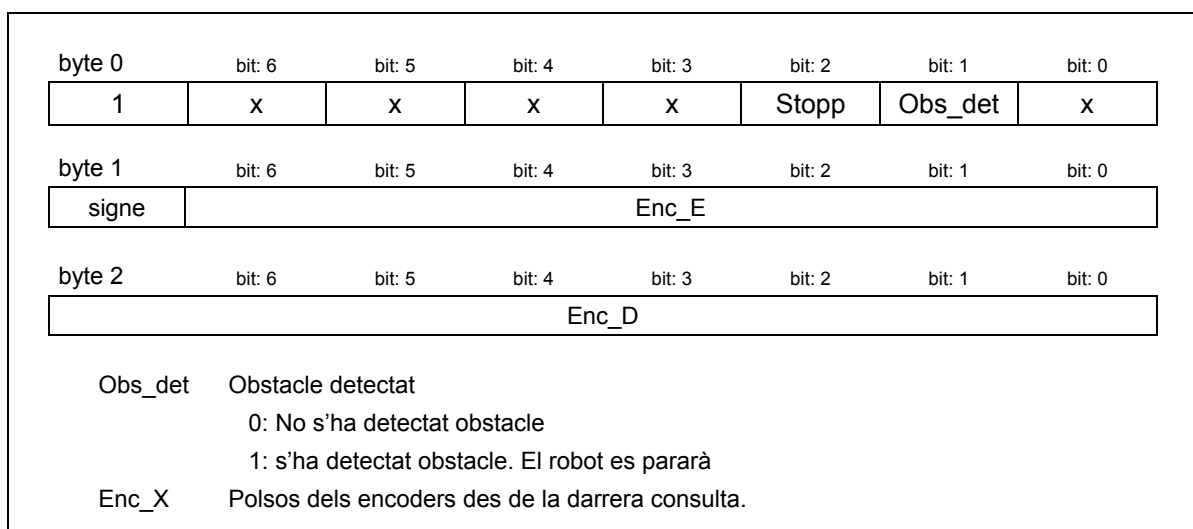 byte 0 bit: 6 bit: 5 bit: 4 bit: 3 bit: 2 bit: 1 bit: 0
1 x x x x Stopp Obs_det x
byte 1 bit: 6 bit: 5 bit: 4 bit: 3 bit: 2 bit: 1 bit: 0
signe Enc_E
byte 2 bit: 6 bit: 5 bit: 4 bit: 3 bit: 2 bit: 1 bit: 0
Enc_D
Obs_det Obstacle detectat
0: No s’ha detectat obstacle
1: s’ha detectat obstacle. El robot es pararà
Enc_X Polsos dels encoders des de la darrera consulta.